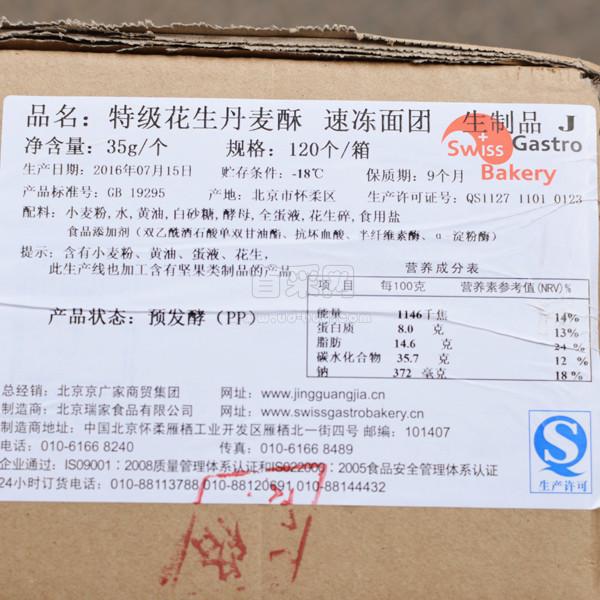 品名：特级花生丹麦酥 速冻面团 生制品 J
Swiss Gastro Bakery
净含量：35g/个 规格：120个/箱
生产日期：2016年07月15日 贮存条件：-18℃ 保质期：9个月
产品标准号：GB 19295 产地：北京市怀柔区 生产许可证号：QS1127 1101 0123
配料：小麦粉,水,黄油,白砂糖,酵母,全蛋液,花生碎,食用盐
食品添加剂（双乙酰酒石酸单双甘油酯、抗坏血酸、半纤维素酶、α-淀粉酶）
提示：含有小麦粉、黄油、蛋液、花生,
此生产线也加工含有坚果类制品的产品
营养成分表
项 目 每100克 营养素参考值(NRV)%
能量 1146千焦 14%
蛋白质 8.0 克 13%
脂肪 14.6 克 24 %
碳水化合物 35.7 克 12 %
钠 372 毫克 18 %
产品状态：预发酵（PP）
总经销：北京京广家商贸集团 网址：www.jingguangjia.cn
制造商：北京瑞家食品有限公司 网址：www.swissgastrobakery.cn
制造商地址：中国北京怀柔雁栖工业开发区雁栖北一街四号 邮编：101407
电话：010-6166 8240 传真：010-6166 8489
企业通过：ISO9001：2008质量管理体系认证和ISO22000：2005食品安全管理体系认证
24小时订货电话：010-88113788 010-88120691 010-88144432
生产许可